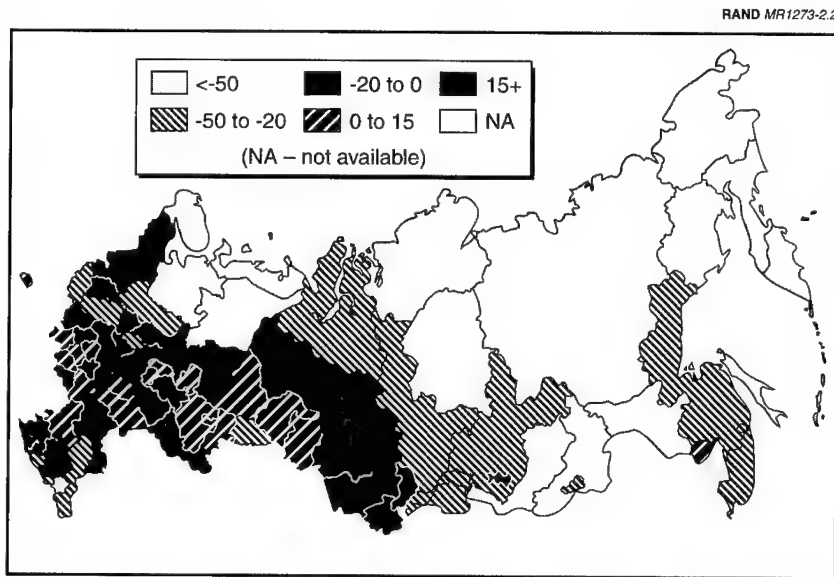 RAND MR1273-2.2
<-50 -20 to 0 15+
-50 to -20 0 to 15 NA
(NA – not available)